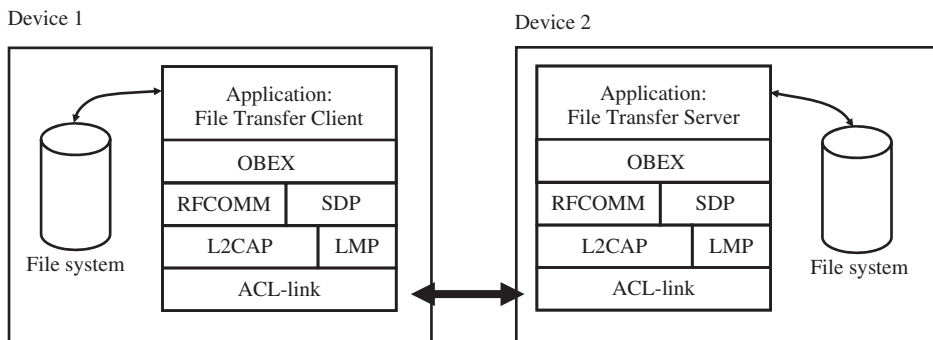 Device 1
Application:
File Transfer Client
OBEX
RFCOMM
SDP
L2CAP
LMP
ACL-link
File system
Device 2
Application:
File Transfer Server
OBEX
RFCOMM
SDP
L2CAP
LMP
ACL-link
File system